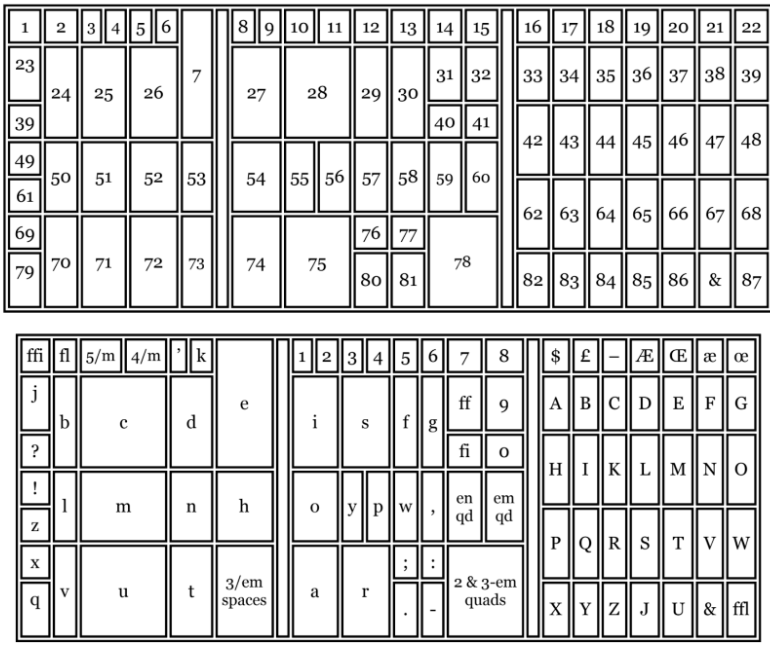 1 2 3 4 5 6 7 8 9 10 11 12 13 14 15 16 17 18 19 20 21 22
23 24 25 26 27 28 29 30 31 32 33 34 35 36 37 38 39
39 40 41 42 43 44 45 46 47 48
49 50 51 52 53 54 55 56 57 58 59 60
61 62 63 64 65 66 67 68
69 70 71 72 73 74 75 76 77 78
79 80 81 82 83 84 85 86 & 87
ffi fl 5/m 4/m ’ k e 1 2 3 4 5 6 7 8 $ £ – Æ Œ æ œ
j b c d i s f g ff 9 A B C D E F G
? fi 0 H I K L M N O
! l m n h o y p w , en qd em qd
z P Q R S T V W
x v u t 3/em spaces a r ; : 2 & 3-em quads
q . - X Y Z J U & ffl